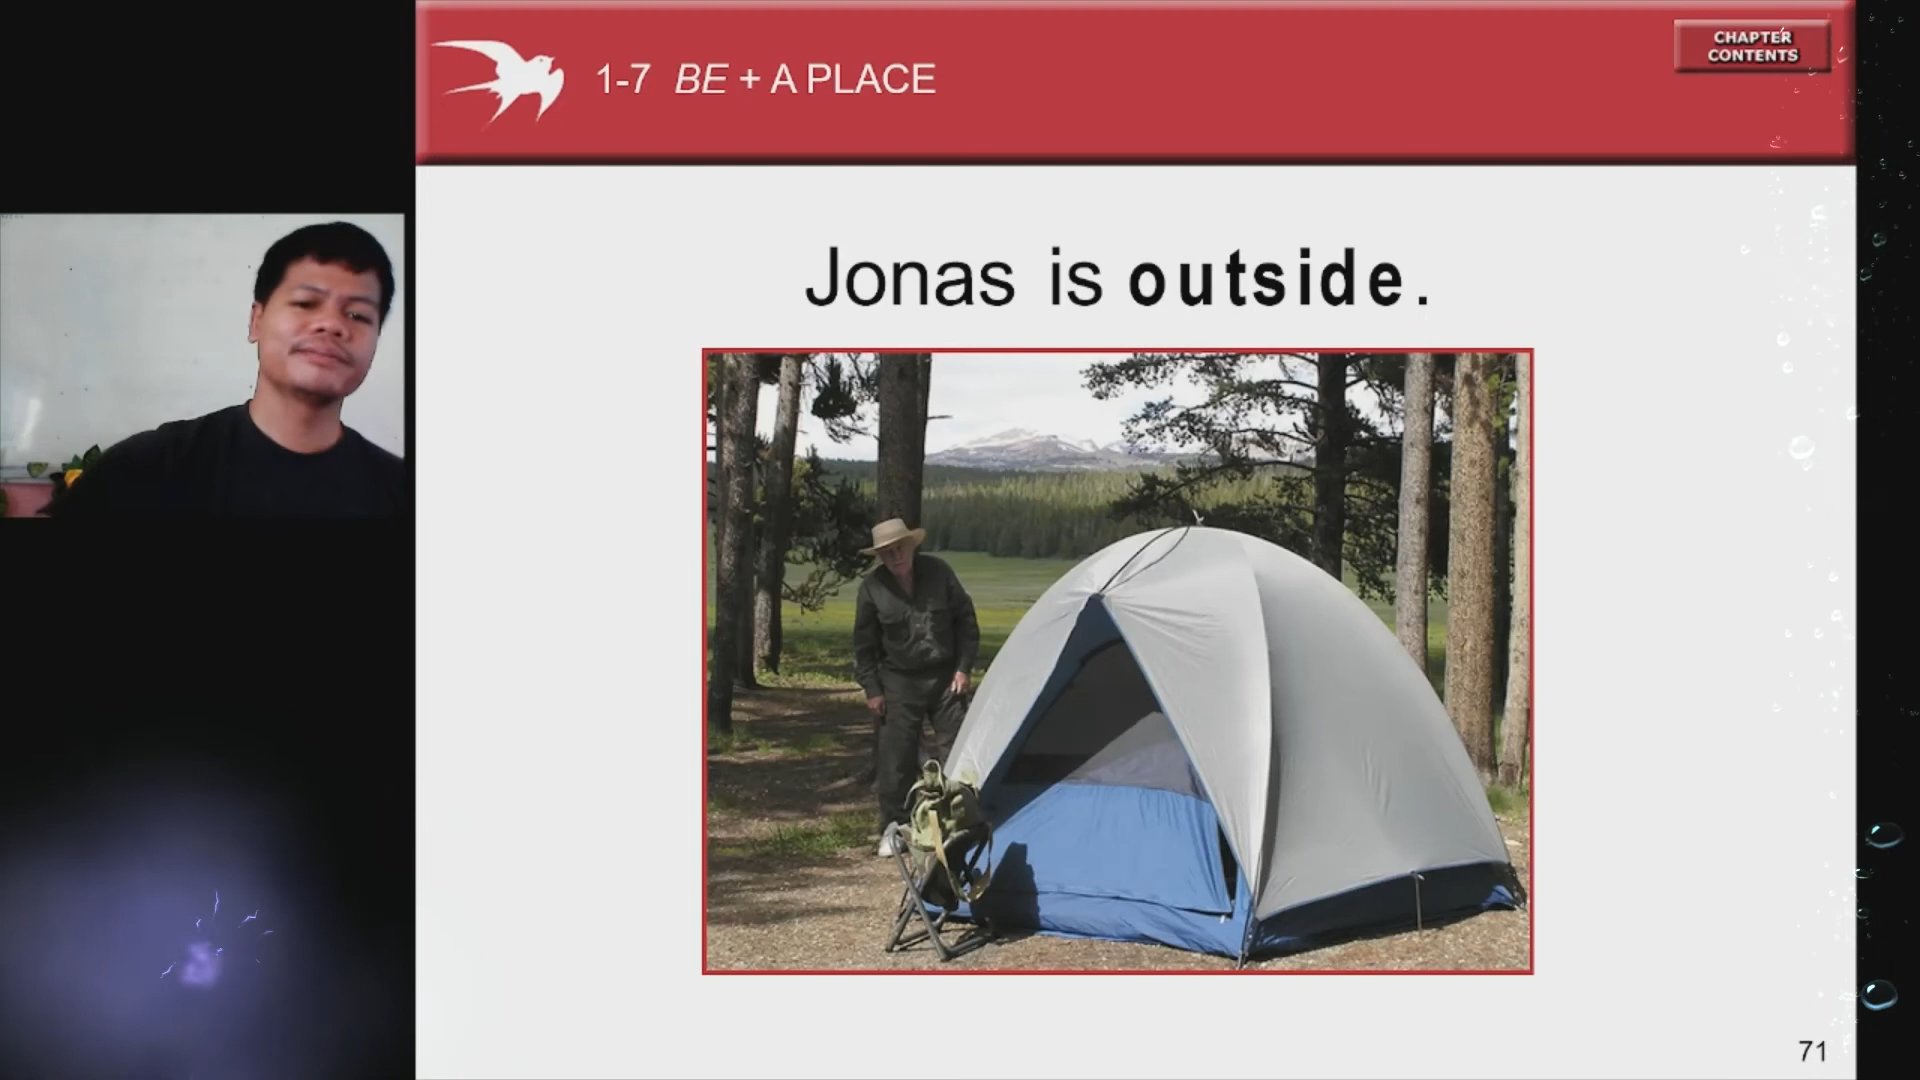 1-7 BE + A PLACE
CHAPTER
CONTENTS
Jonas is outside.
71